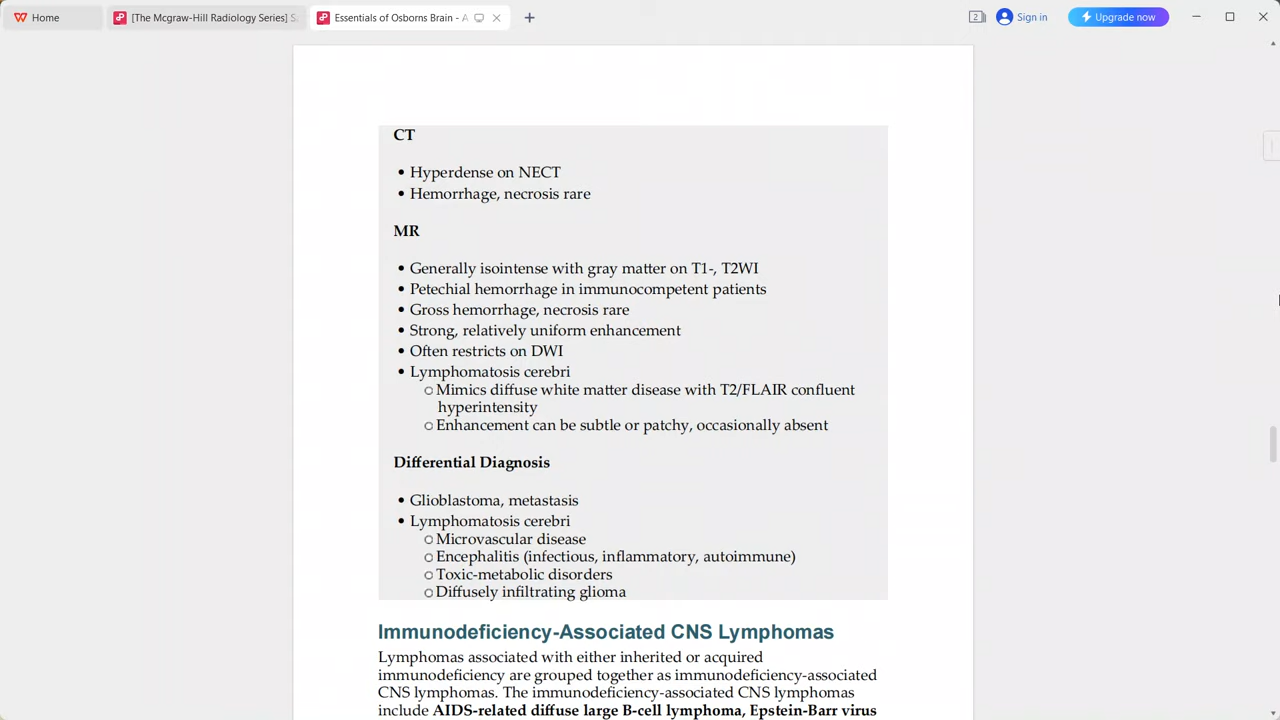 Home
[The Mcgraw-Hill Radiology Series] S
Essentials of Osborns Brain - A
2
Sign in
Upgrade now
CT
• Hyperdense on NECT
• Hemorrhage, necrosis rare
MR
• Generally isointense with gray matter on T1-, T2WI
• Petechial hemorrhage in immunocompetent patients
• Gross hemorrhage, necrosis rare
• Strong, relatively uniform enhancement
• Often restricts on DWI
• Lymphomatosis cerebri
○ Mimics diffuse white matter disease with T2/FLAIR confluent
hyperintensity
○ Enhancement can be subtle or patchy, occasionally absent
Differential Diagnosis
• Glioblastoma, metastasis
• Lymphomatosis cerebri
○ Microvascular disease
○ Encephalitis (infectious, inflammatory, autoimmune)
○ Toxic-metabolic disorders
○ Diffusely infiltrating glioma
Immunodeficiency-Associated CNS Lymphomas
Lymphomas associated with either inherited or acquired
immunodeficiency are grouped together as immunodeficiency-associated
CNS lymphomas. The immunodeficiency-associated CNS lymphomas
include AIDS-related diffuse large B-cell lymphoma, Epstein-Barr virus